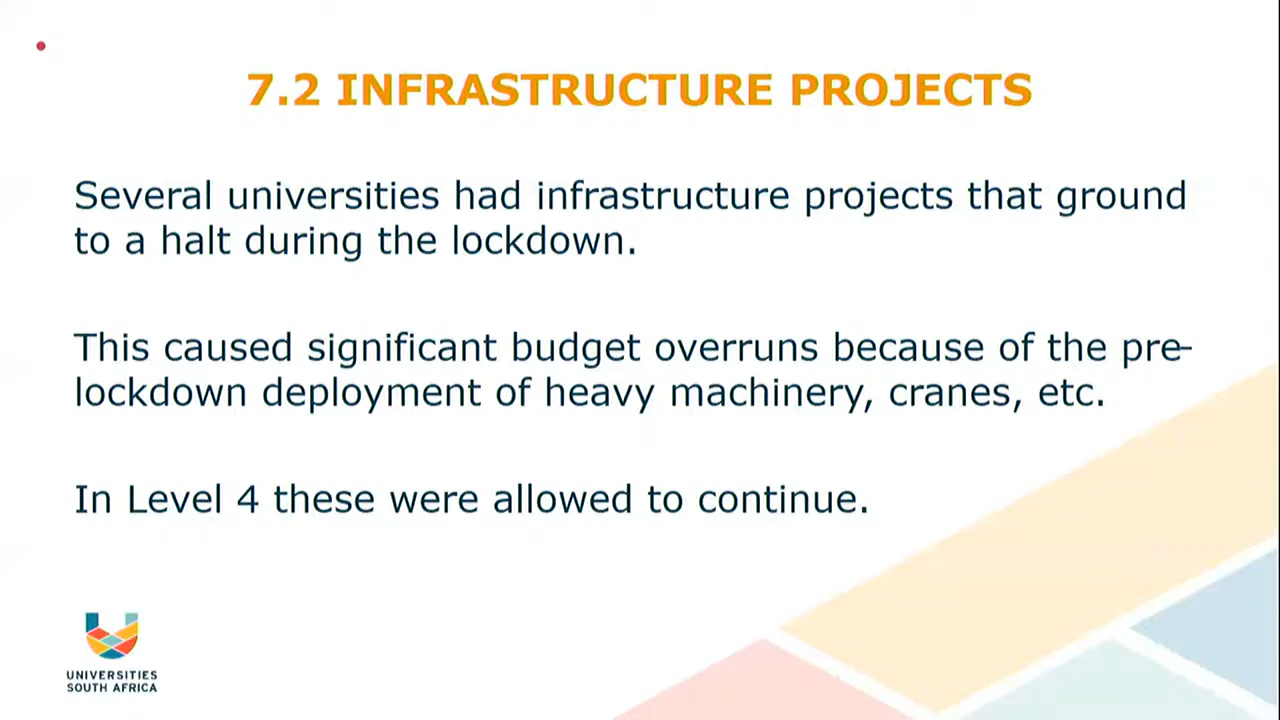 7.2 INFRASTRUCTURE PROJECTS
Several universities had infrastructure projects that ground
to a halt during the lockdown.
This caused significant budget overruns because of the pre-
lockdown deployment of heavy machinery, cranes, etc.
In Level 4 these were allowed to continue.
UNIVERSITIES
SOUTH AFRICA